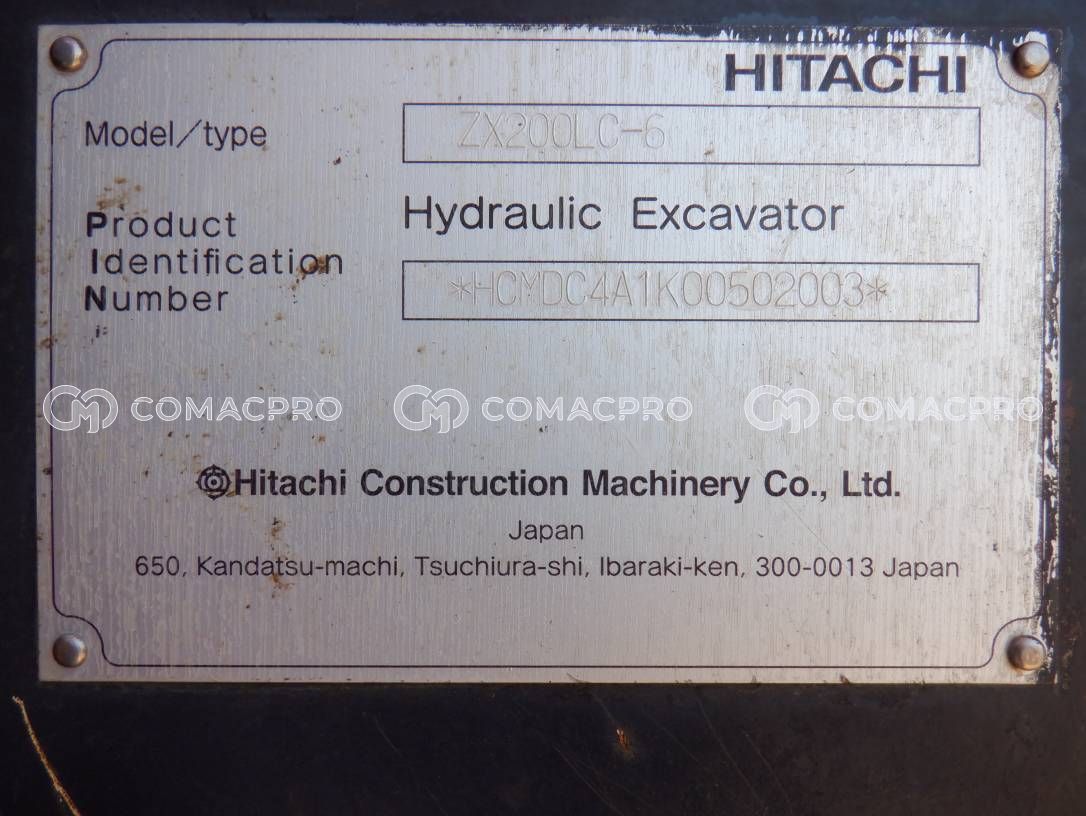 HITACHI
Model/type ZX200LC-6
Hydraulic Excavator
Product
Identification
Number
*HCMDC4A1K00502003*
COMACPRO COMACPRO COMACPRO
Hitachi Construction Machinery Co., Ltd.
Japan
650, Kandatsu-machi, Tsuchiura-shi, Ibaraki-ken, 300-0013 Japan